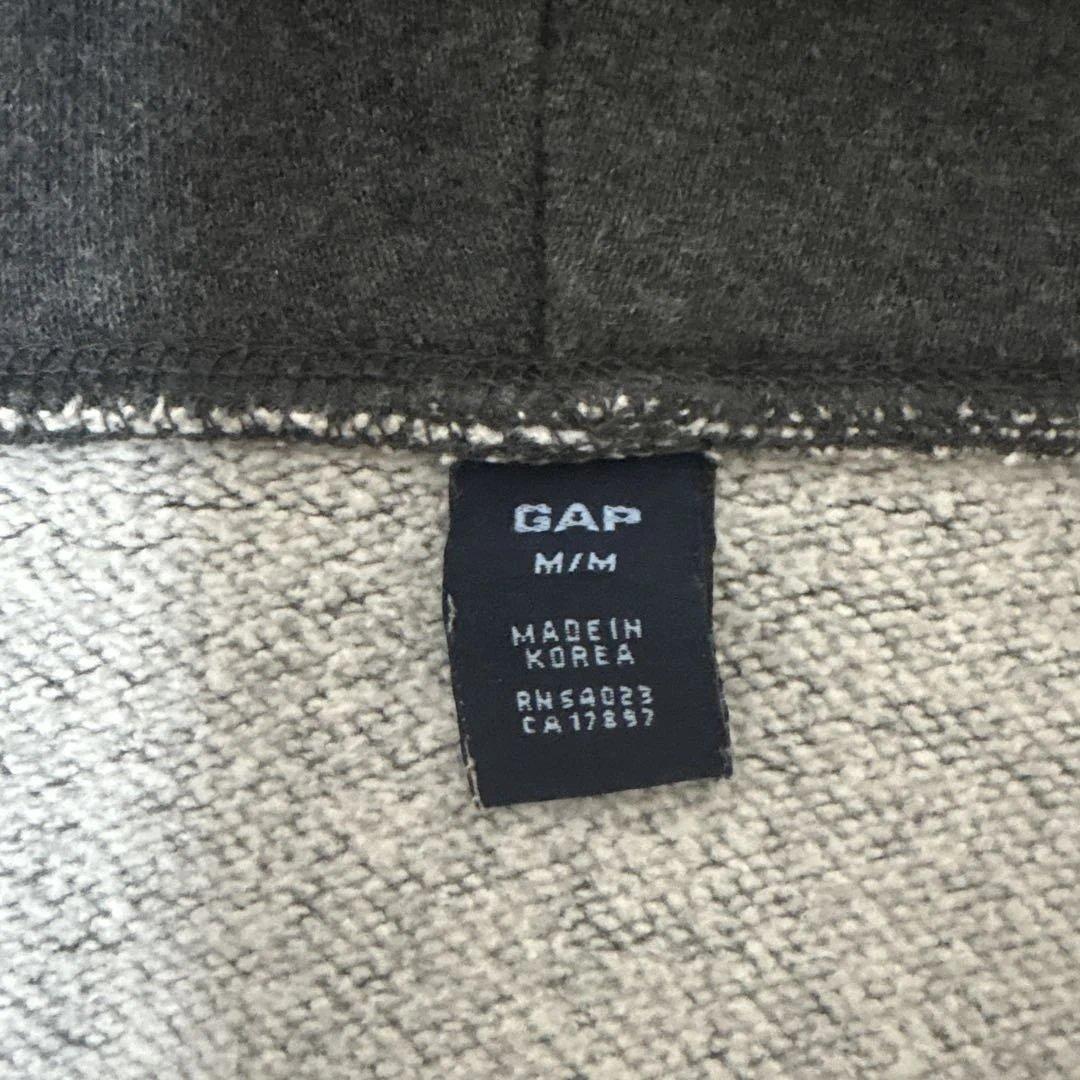 GAP
M/M
MADE IN
KOREA
RN 54023
CA 17897